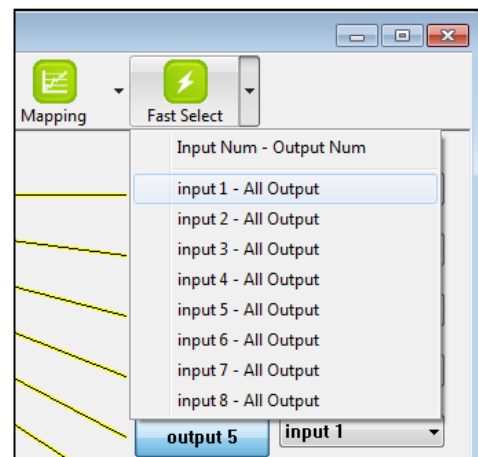 Mapping
Fast Select
Input Num - Output Num
input 1 - All Output
input 2 - All Output
input 3 - All Output
input 4 - All Output
input 5 - All Output
input 6 - All Output
input 7 - All Output
input 8 - All Output
output 5
input 1